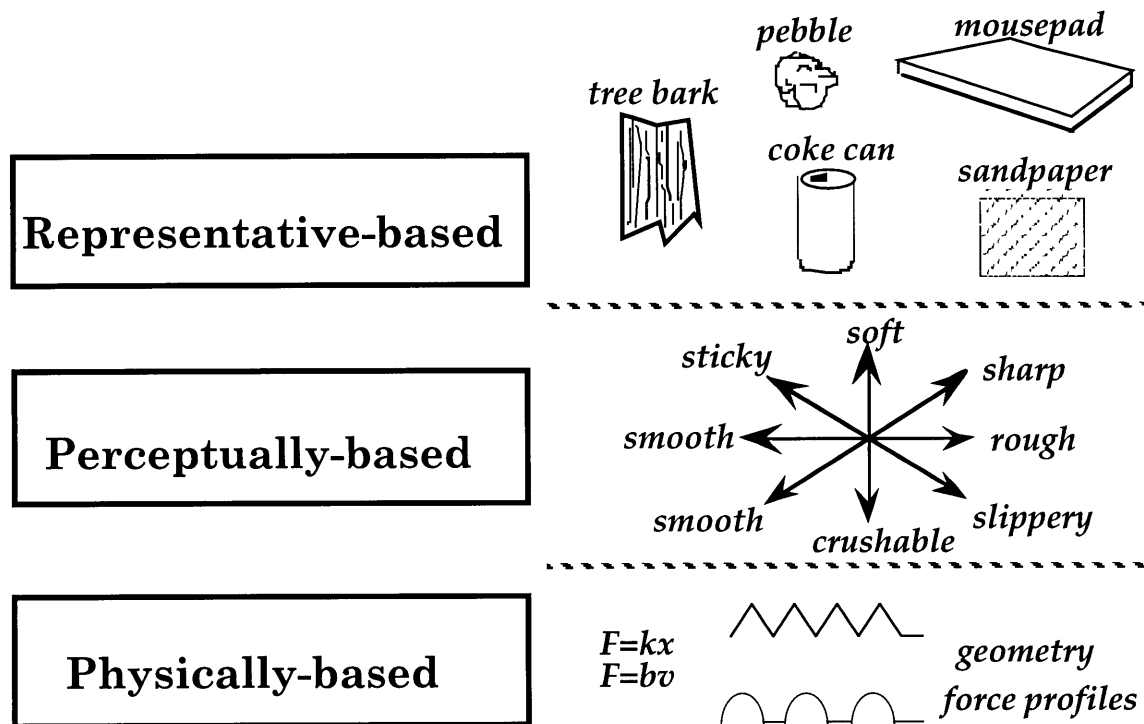 pebble
mousepad
tree bark
coke can
sandpaper
Representative-based
soft
sticky
sharp
Perceptually-based
smooth
rough
smooth
slippery
crushable
Physically-based
F=kx
F=bv
geometry
force profiles